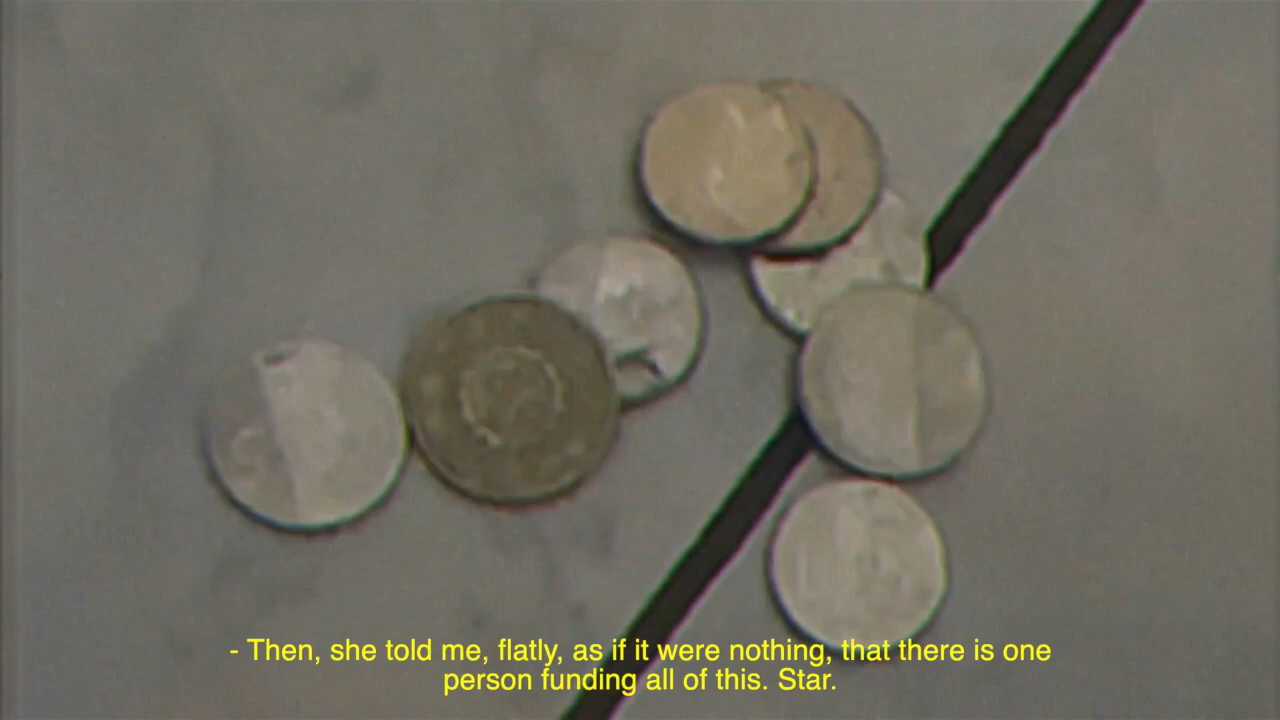 - Then, she told me, flatly, as if it were nothing, that there is one
person funding all of this. Star.